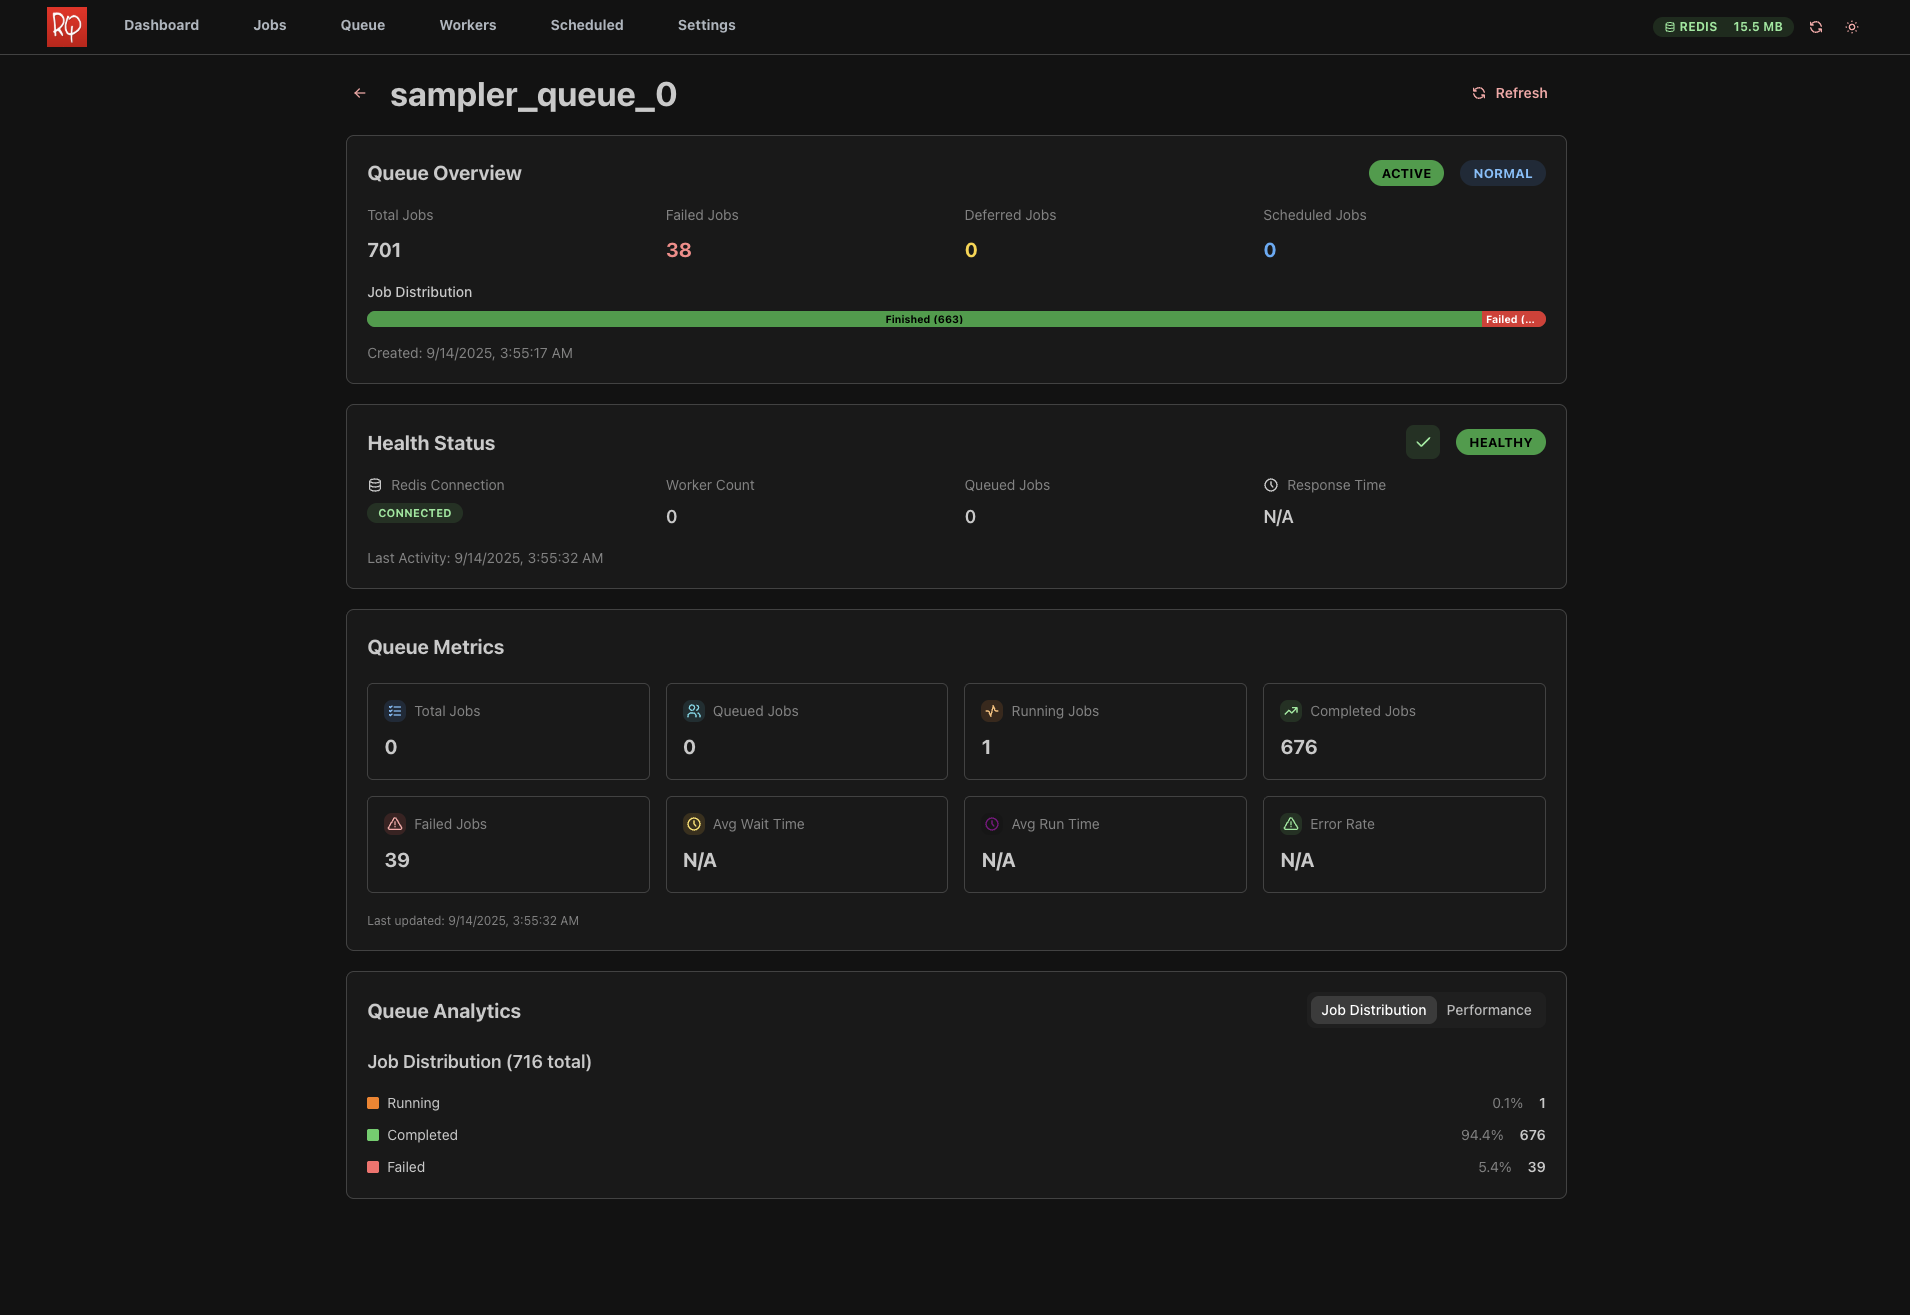 RQ Dashboard Jobs Queue Workers Scheduled Settings REDIS 15.5 MB
sampler_queue_0 Refresh
Queue Overview ACTIVE NORMAL
Total Jobs Failed Jobs Deferred Jobs Scheduled Jobs
701 38 0 0
Job Distribution
Finished (663) Failed (...
Created: 9/14/2025, 3:55:17 AM
Health Status HEALTHY
Redis Connection Worker Count Queued Jobs Response Time
CONNECTED 0 0 N/A
Last Activity: 9/14/2025, 3:55:32 AM
Queue Metrics
Total Jobs Queued Jobs Running Jobs Completed Jobs
0 0 1 676
Failed Jobs Avg Wait Time Avg Run Time Error Rate
39 N/A N/A N/A
Last updated: 9/14/2025, 3:55:32 AM
Queue Analytics Job Distribution Performance
Job Distribution (716 total)
Running 0.1% 1
Completed 94.4% 676
Failed 5.4% 39